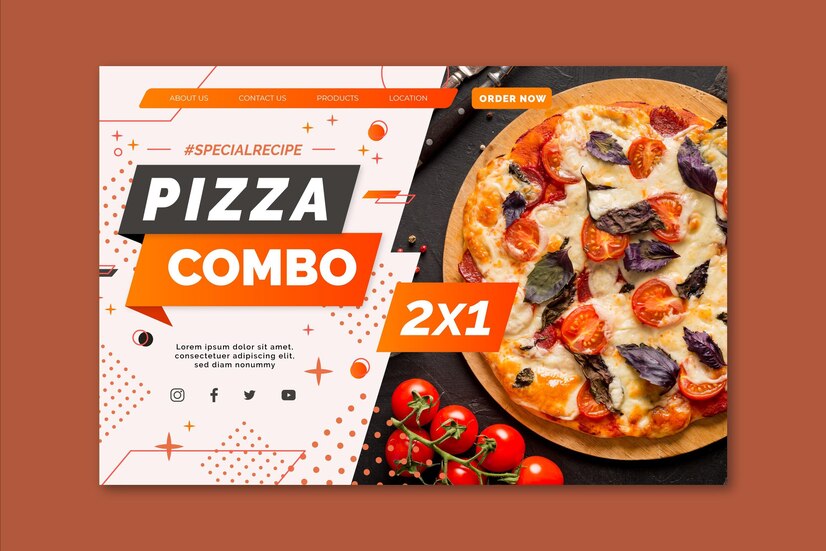 ABOUT US CONTACT US PRODUCTS LOCATION ORDER NOW
#SPECIALRECIPE
PIZZA
COMBO
2X1
Lorem ipsum dolor sit amet,
consectetuer adipiscing elit,
sed diam nonummy